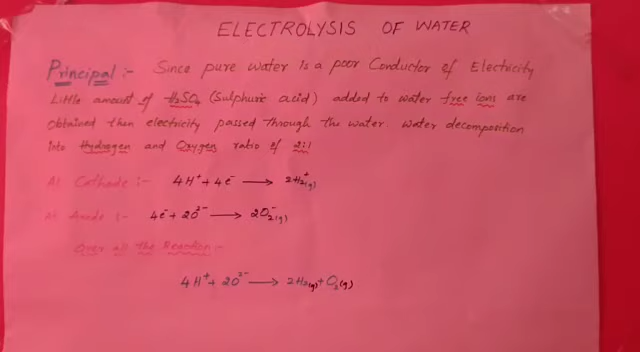 ELECTROLYSIS OF WATER
Principal :- Since pure water is a poor Conductor of Electricity
Little amount of H₂SO₄ (Sulphuric acid) added to water free ions are
obtained then electricity passed through the water. water decomposition
into Hydrogen and Oxygen ratio of 2:1
At Cathode :- 4H⁺ + 4e⁻ → 2H₂⁺(g)
At Anode :- 4e⁻ + 2O²⁻ → 2O₂⁻(g)
Over all the Reaction :-
4H⁺ + 2O²⁻ → 2H₂(g) + O₂(g)